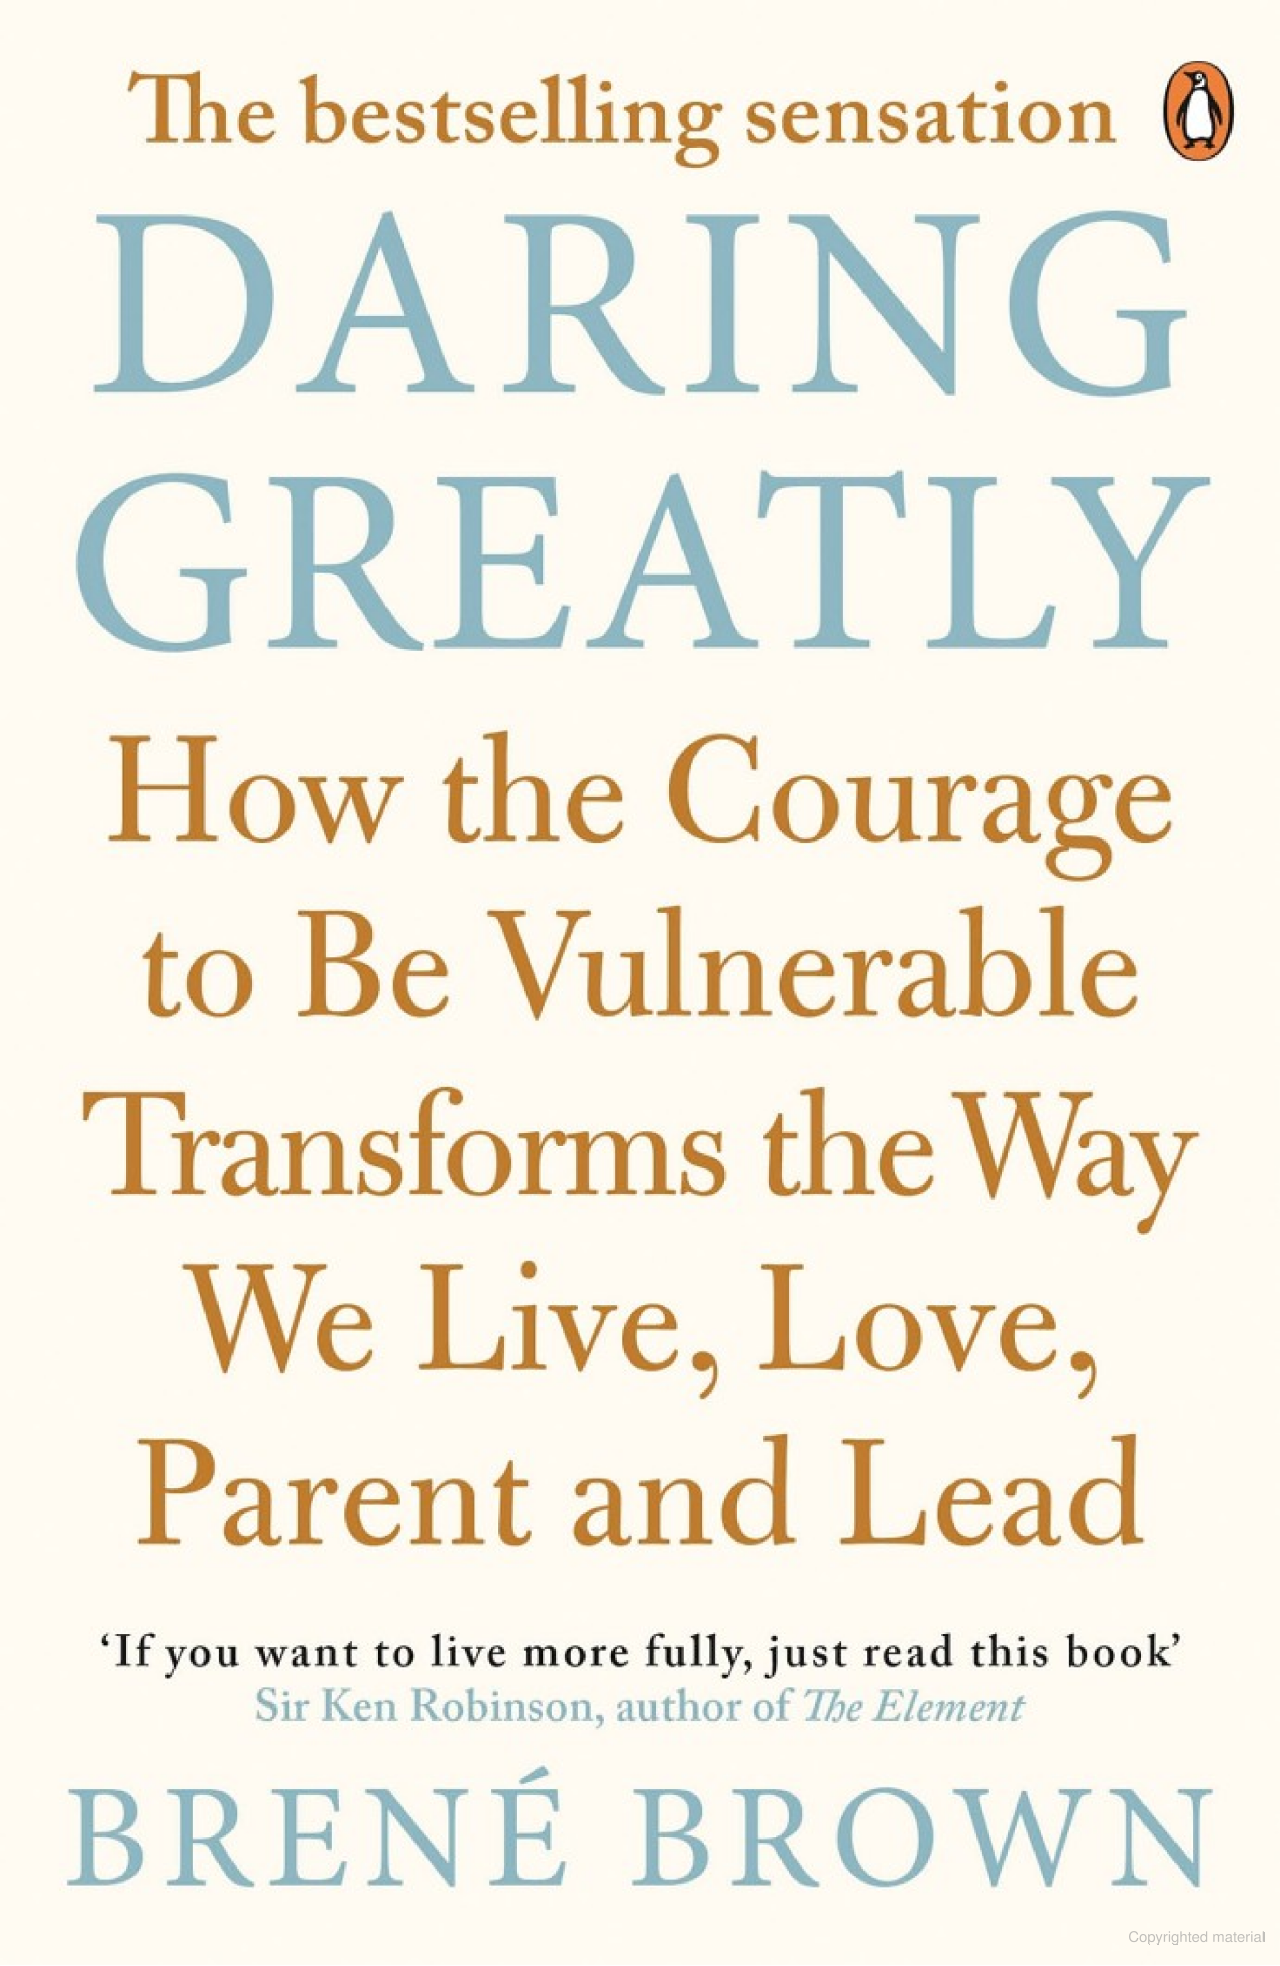 The bestselling sensation
DARING
GREATLY
How the Courage
to Be Vulnerable
Transforms the Way
We Live, Love,
Parent and Lead
‘If you want to live more fully, just read this book’
Sir Ken Robinson, author of The Element
BRENÉ BROWN
Copyrighted material